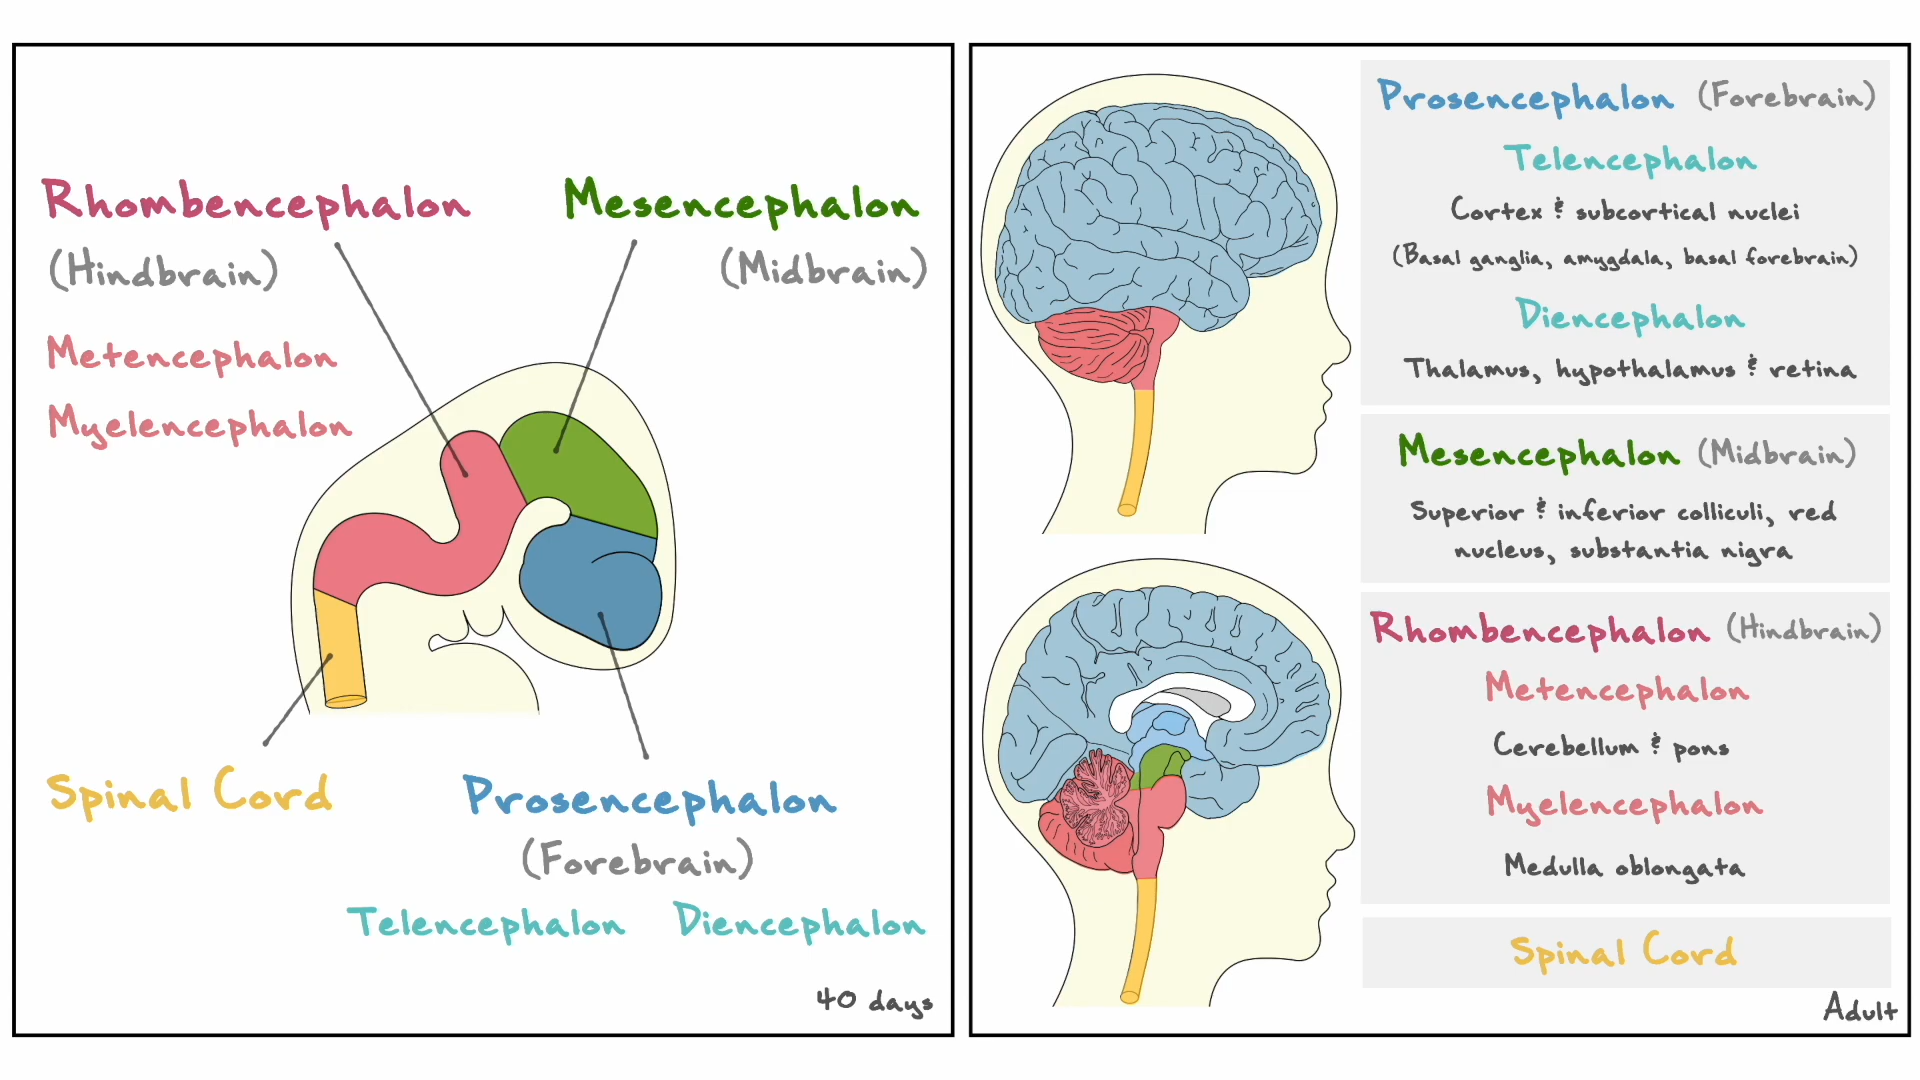 Rhombencephalon
(Hindbrain)
Metencephalon
Myelencephalon
Mesencephalon
(Midbrain)
Spinal Cord
Prosencephalon
(Forebrain)
Telencephalon Diencephalon
40 days
Prosencephalon (Forebrain)
Telencephalon
Cortex & subcortical nuclei
(Basal ganglia, amygdala, basal forebrain)
Diencephalon
Thalamus, hypothalamus & retina
Mesencephalon (Midbrain)
Superior & inferior colliculi, red
nucleus, substantia nigra
Rhombencephalon (Hindbrain)
Metencephalon
Cerebellum & pons
Myelencephalon
Medulla oblongata
Spinal Cord
Adult